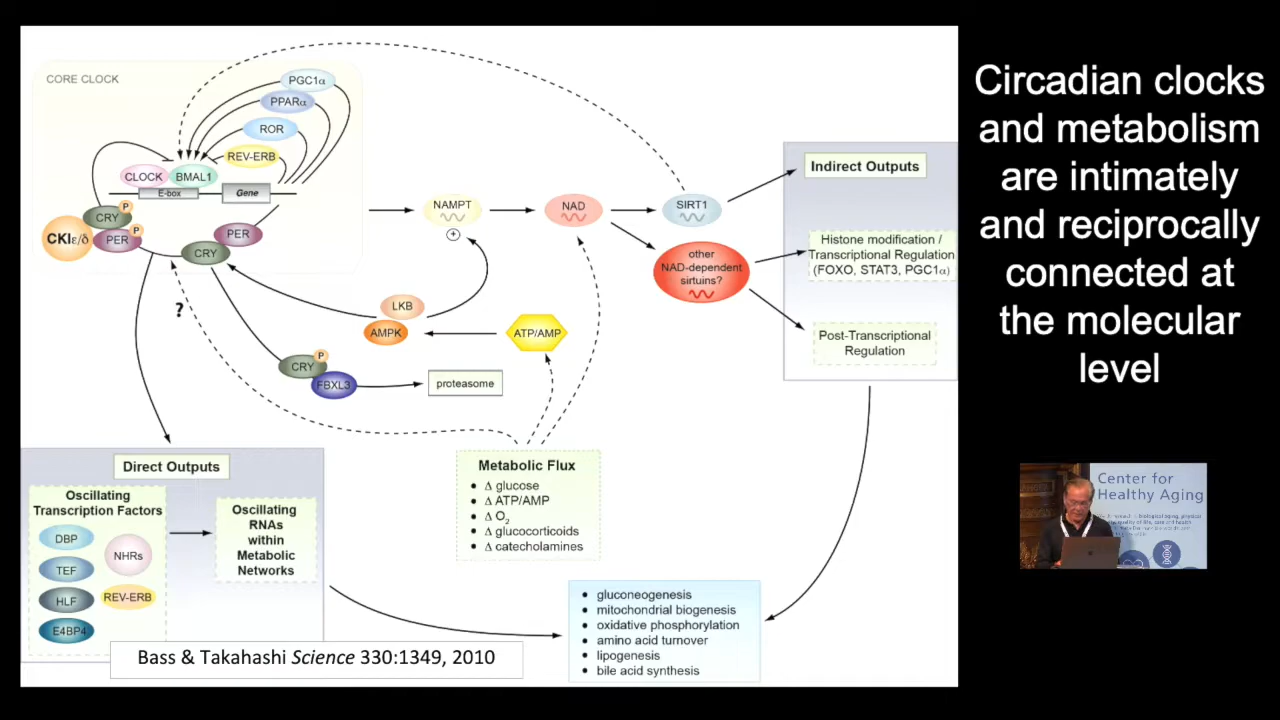 CORE CLOCK
PGC1α
PPARα
ROR
REV-ERB
CLOCK
BMAL1
E-box
Gene
CRY
P
CKIε/δ
PER
P
PER
CRY
?
NAMPT
+
NAD
SIRT1
other
NAD-dependent
sirtuins?
LKB
AMPK
ATP/AMP
CRY
P
FBXL3
proteasome
Indirect Outputs
Histone modification /
Transcriptional Regulation
(FOXO, STAT3, PGC1α)
Post-Transcriptional
Regulation
Direct Outputs
Oscillating
Transcription Factors
DBP
TEF
HLF
E4BP4
NHRs
REV-ERB
Oscillating
RNAs
within
Metabolic
Networks
Metabolic Flux
• Δ glucose
• Δ ATP/AMP
• Δ O₂
• Δ glucocorticoids
• Δ catecholamines
• gluconeogenesis
• mitochondrial biogenesis
• oxidative phosphorylation
• amino acid turnover
• lipogenesis
• bile acid synthesis
Bass & Takahashi Science 330:1349, 2010
Circadian clocks
and metabolism
are intimately
and reciprocally
connected at
the molecular
level
Center for
Healthy Aging